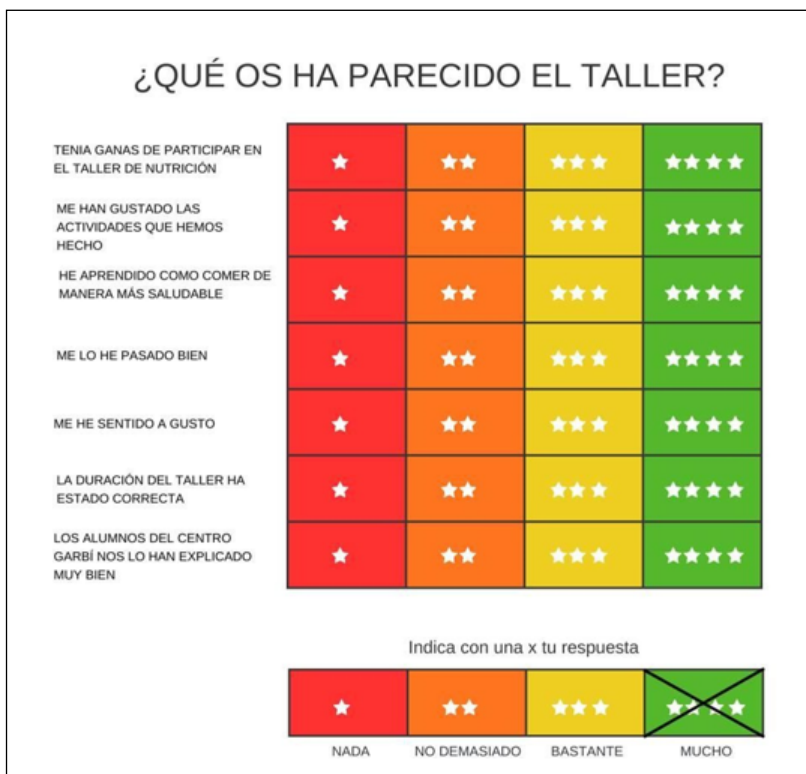 ¿QUÉ OS HA PARECIDO EL TALLER?
TENIA GANAS DE PARTICIPAR EN
EL TALLER DE NUTRICIÓN
ME HAN GUSTADO LAS
ACTIVIDADES QUE HEMOS
HECHO
HE APRENDIDO COMO COMER DE
MANERA MÁS SALUDABLE
ME LO HE PASADO BIEN
ME HE SENTIDO A GUSTO
LA DURACIÓN DEL TALLER HA
ESTADO CORRECTA
LOS ALUMNOS DEL CENTRO
GARBÍ NOS LO HAN EXPLICADO
MUY BIEN
Indica con una x tu respuesta
NADA NO DEMASIADO BASTANTE MUCHO